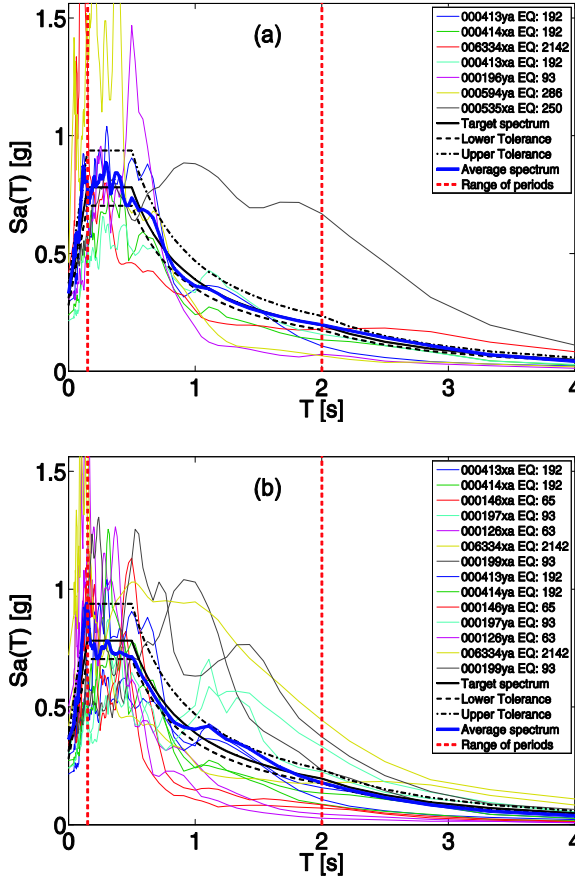 (a)
1.5
1
0.5
0
Sa(T) [g]
0 1 2 3 4
T [s]
000413ya EQ: 192
000414xa EQ: 192
006334xa EQ: 2142
000413xa EQ: 192
000196ya EQ: 93
000594ya EQ: 286
000535xa EQ: 250
Target spectrum
Lower Tolerance
Upper Tolerance
Average spectrum
Range of periods
(b)
1.5
1
0.5
0
Sa(T) [g]
0 1 2 3 4
T [s]
000413xa EQ: 192
000414xa EQ: 192
000146xa EQ: 65
000197xa EQ: 93
000126xa EQ: 63
006334xa EQ: 2142
000199xa EQ: 93
000413ya EQ: 192
000414ya EQ: 192
000146ya EQ: 65
000197ya EQ: 93
000126ya EQ: 63
006334ya EQ: 2142
000199ya EQ: 93
Target spectrum
Lower Tolerance
Upper Tolerance
Average spectrum
Range of periods